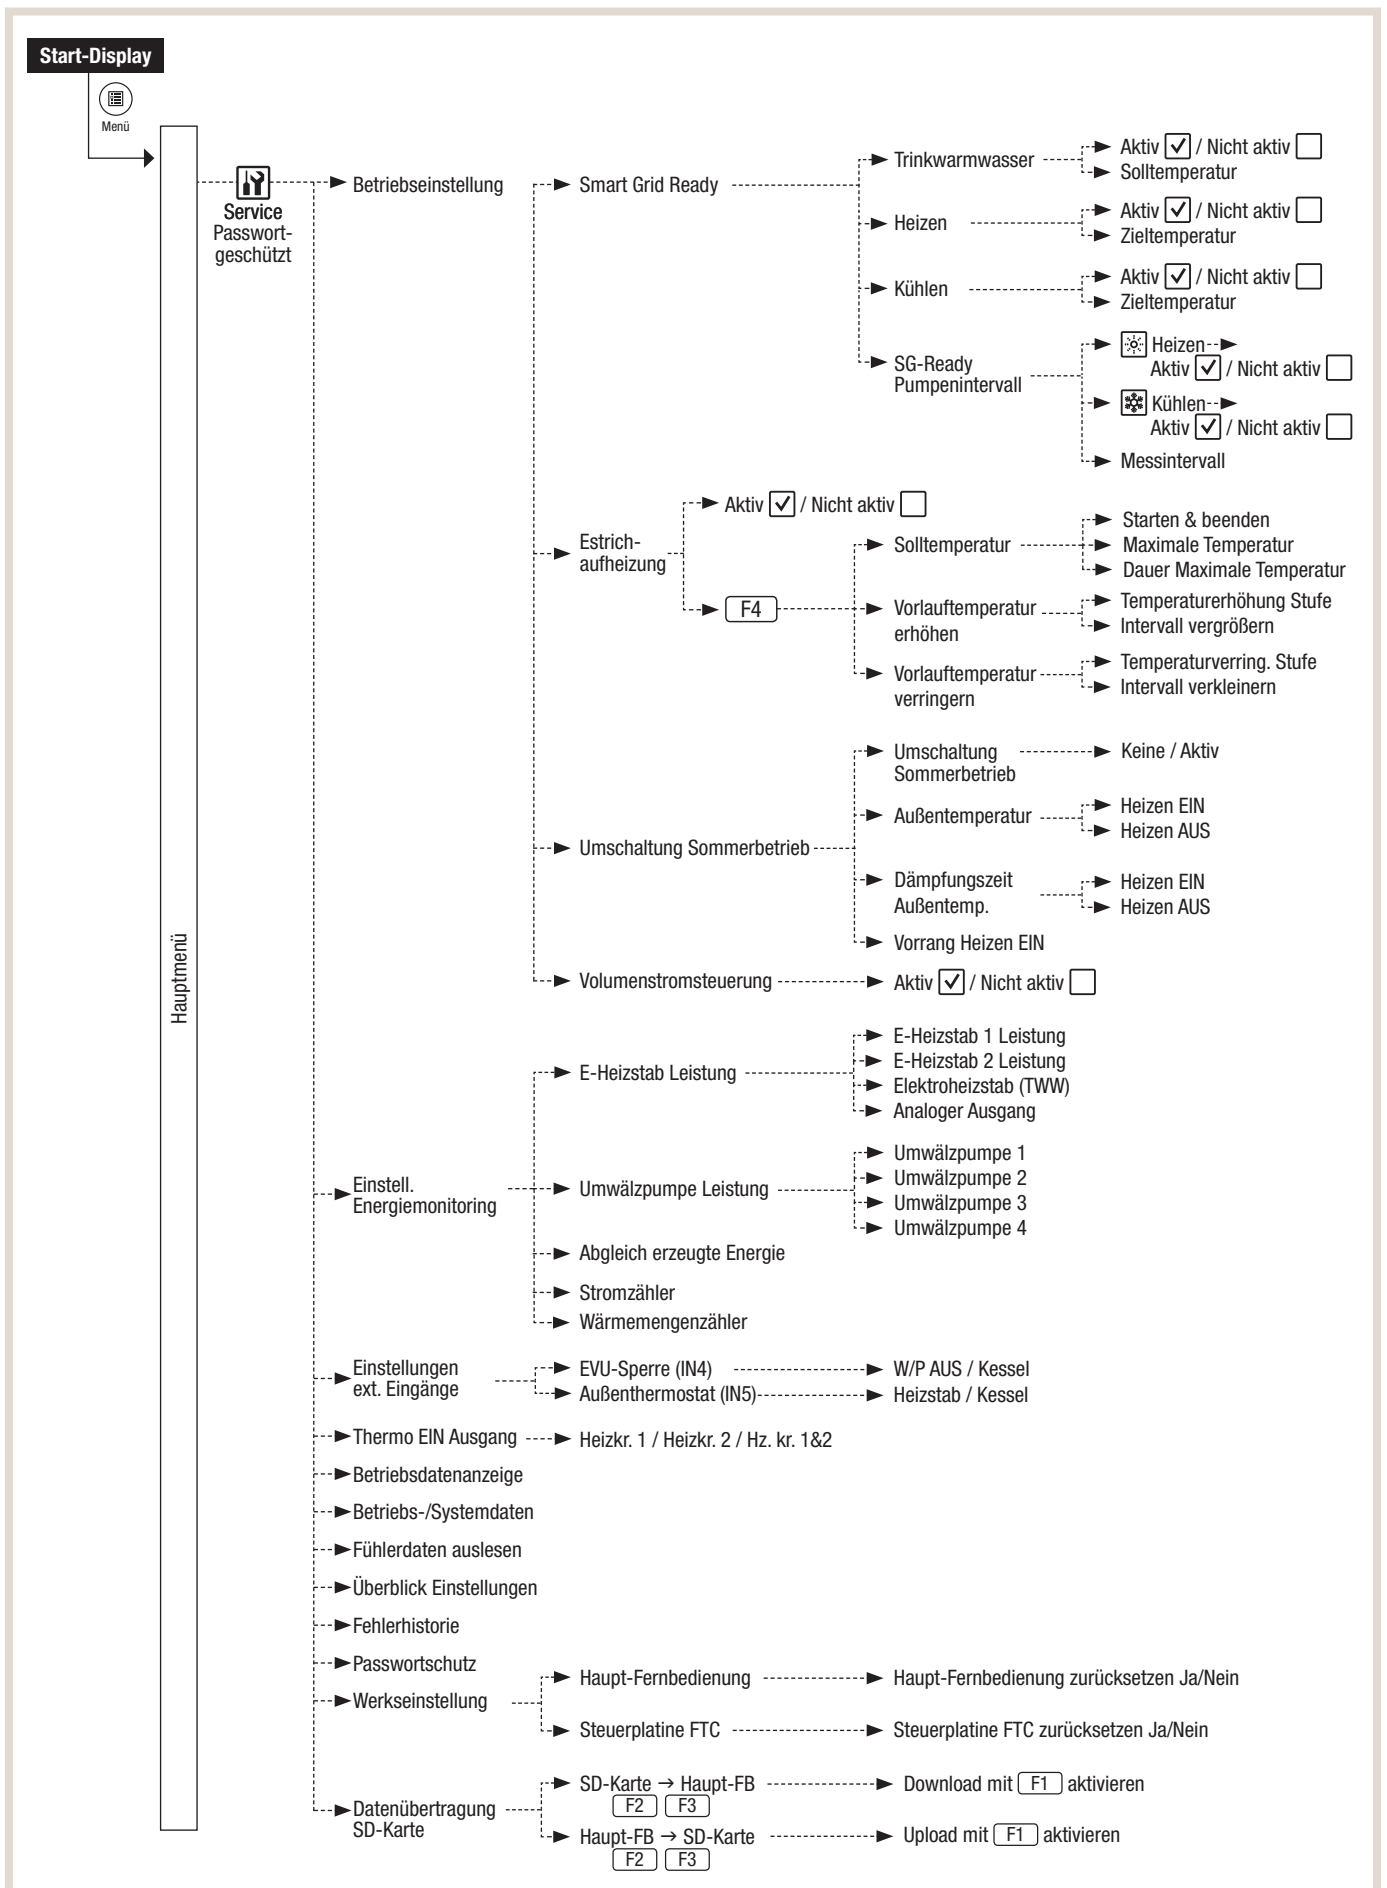 Start-Display
Menü
Hauptmenü
Service
Passwort-
geschützt
Betriebseinstellung
Smart Grid Ready
Trinkwarmwasser
Aktiv / Nicht aktiv
Solltemperatur
Heizen
Aktiv / Nicht aktiv
Zieltemperatur
Kühlen
Aktiv / Nicht aktiv
Zieltemperatur
SG-Ready
Pumpenintervall
Heizen
Aktiv / Nicht aktiv
Kühlen
Aktiv / Nicht aktiv
Messintervall
Estrich-
aufheizung
Aktiv / Nicht aktiv
F4
Solltemperatur
Starten & beenden
Maximale Temperatur
Dauer Maximale Temperatur
Vorlauftemperatur
erhöhen
Temperaturerhöhung Stufe
Intervall vergrößern
Vorlauftemperatur
verringern
Temperaturverring. Stufe
Intervall verkleinern
Umschaltung Sommerbetrieb
Umschaltung
Sommerbetrieb
Keine / Aktiv
Außentemperatur
Heizen EIN
Heizen AUS
Dämpfungszeit
Außentemp.
Heizen EIN
Heizen AUS
Vorrang Heizen EIN
Volumenstromsteuerung
Aktiv / Nicht aktiv
Einstell.
Energiemonitoring
E-Heizstab Leistung
E-Heizstab 1 Leistung
E-Heizstab 2 Leistung
Elektroheizstab (TWW)
Analoger Ausgang
Umwälzpumpe Leistung
Umwälzpumpe 1
Umwälzpumpe 2
Umwälzpumpe 3
Umwälzpumpe 4
Abgleich erzeugte Energie
Stromzähler
Wärmemengenzähler
Einstellungen
ext. Eingänge
EVU-Sperre (IN4)
W/P AUS / Kessel
Außenthermostat (IN5)
Heizstab / Kessel
Thermo EIN Ausgang
Heizkr. 1 / Heizkr. 2 / Hz. kr. 1&2
Betriebsdatenanzeige
Betriebs-/Systemdaten
Fühlerdaten auslesen
Überblick Einstellungen
Fehlerhistorie
Passwortschutz
Werkseinstellung
Haupt-Fernbedienung
Haupt-Fernbedienung zurücksetzen Ja/Nein
Steuerplatine FTC
Steuerplatine FTC zurücksetzen Ja/Nein
Datenübertragung
SD-Karte
SD-Karte → Haupt-FB
F2 F3
Download mit F1 aktivieren
Haupt-FB → SD-Karte
F2 F3
Upload mit F1 aktivieren